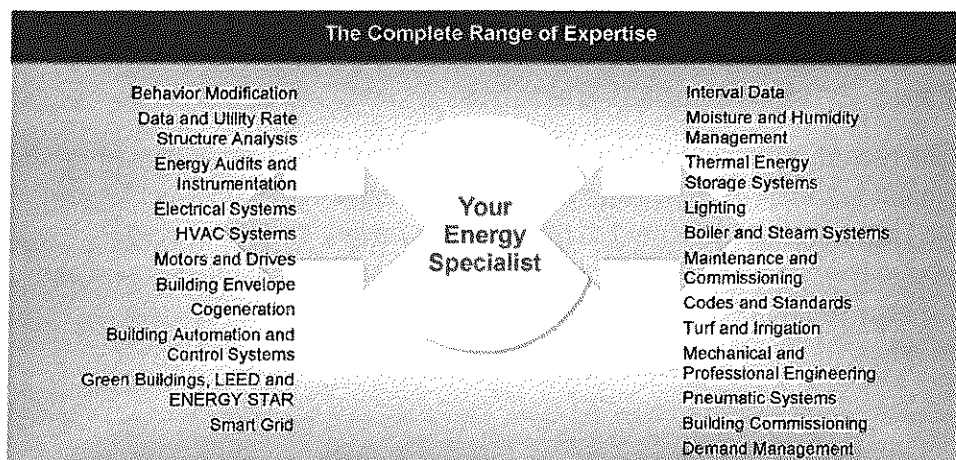 The Complete Range of Expertise
Behavior Modification
Data and Utility Rate
Structure Analysis
Energy Audits and
Instrumentation
Electrical Systems
HVAC Systems
Motors and Drives
Building Envelope
Cogeneration
Building Automation and
Control Systems
Green Buildings, LEED and
ENERGY STAR
Smart Grid
Your
Energy
Specialist
Interval Data
Moisture and Humidity
Management
Thermal Energy
Storage Systems
Lighting
Boiler and Steam Systems
Maintenance and
Commissioning
Codes and Standards
Turf and Irrigation
Mechanical and
Professional Engineering
Pneumatic Systems
Building Commissioning
Demand Management